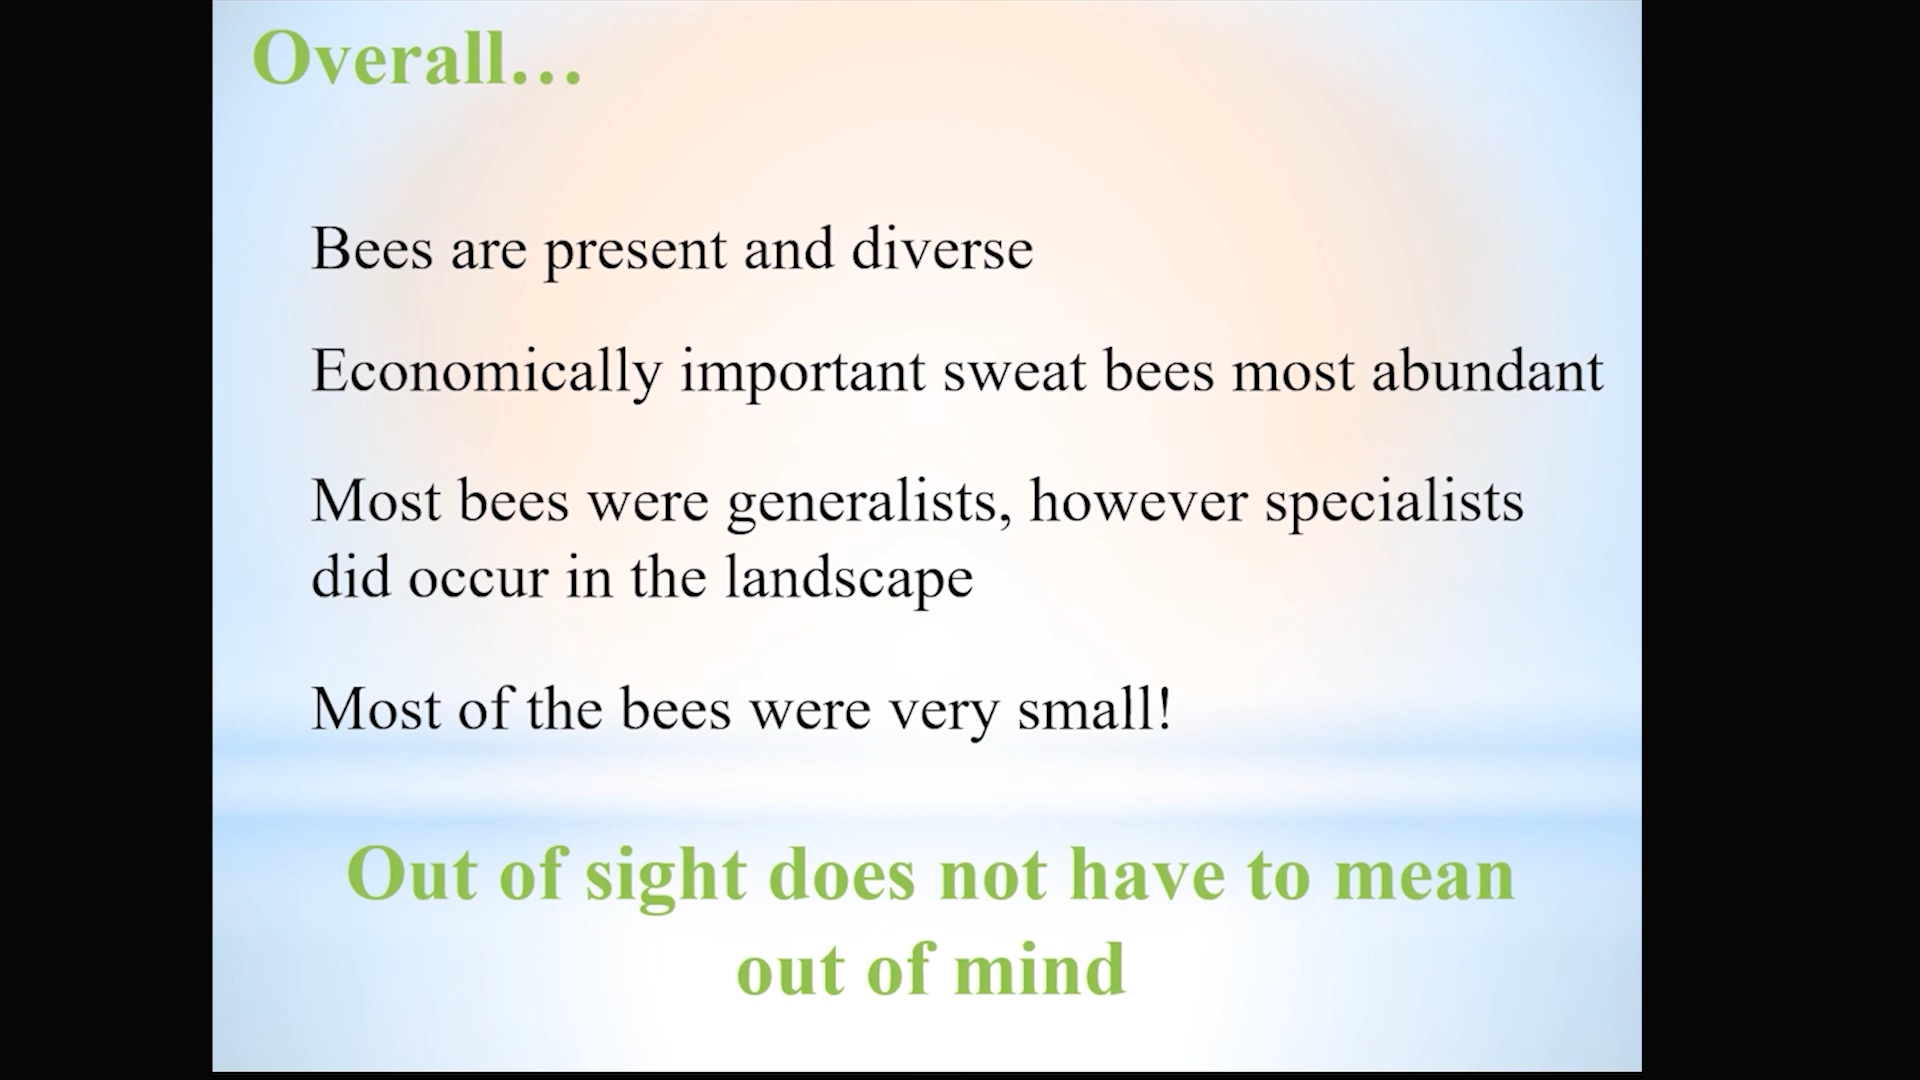 Overall…
Bees are present and diverse
Economically important sweat bees most abundant
Most bees were generalists, however specialists
did occur in the landscape
Most of the bees were very small!
Out of sight does not have to mean
out of mind